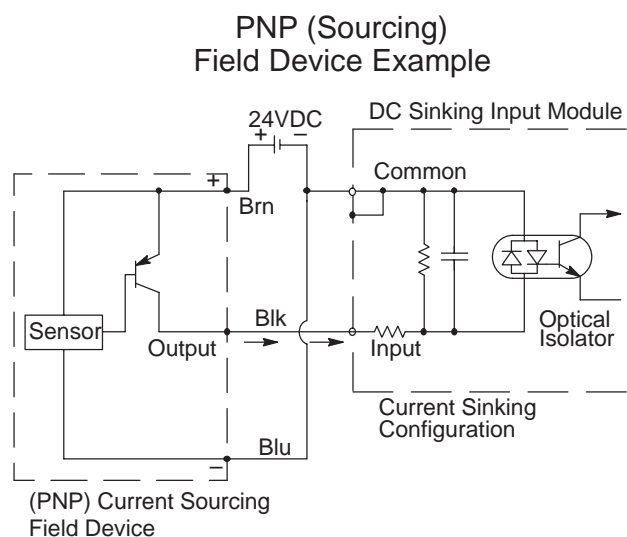 PNP (Sourcing)
Field Device Example
24VDC
+ −
DC Sinking Input Module
Common
+
Brn
Sensor
Output
Blk
Input
Optical
Isolator
Current Sinking
Configuration
Blu
−
(PNP) Current Sourcing
Field Device